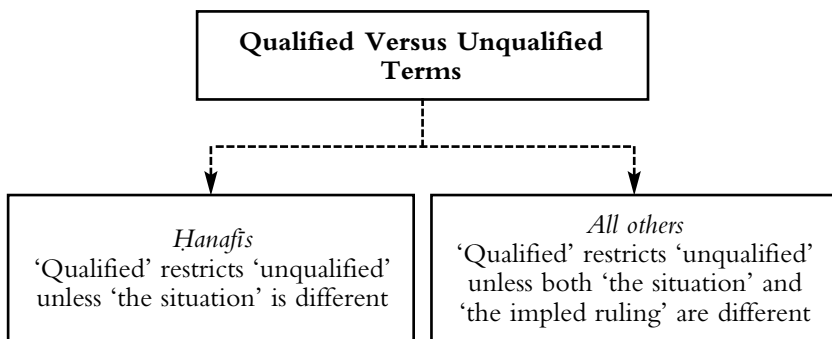 Qualified Versus Unqualified
Terms
Ḥanafīs
‘Qualified’ restricts ‘unqualified’
unless ‘the situation’ is different
All others
‘Qualified’ restricts ‘unqualified’
unless both ‘the situation’ and
‘the impled ruling’ are different